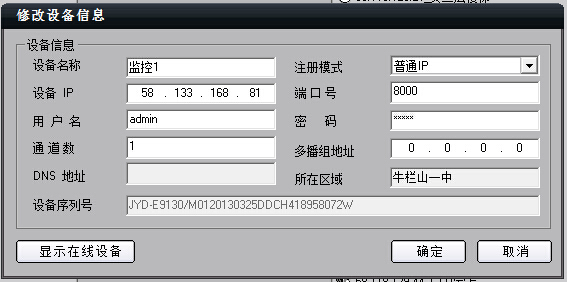 修改设备信息
设备信息
设备名称 监控1 注册模式 普通IP
设备 IP 58 . 133 . 168 . 81 端口号 8000
用 户 名 admin 密 码 *****
通道数 1 多播组地址 0 . 0 . 0 . 0
DNS 地址 所在区域 牛栏山一中
设备序列号 JYD-E9130/M0120130325DDCH418958072W
显示在线设备 确定 取消